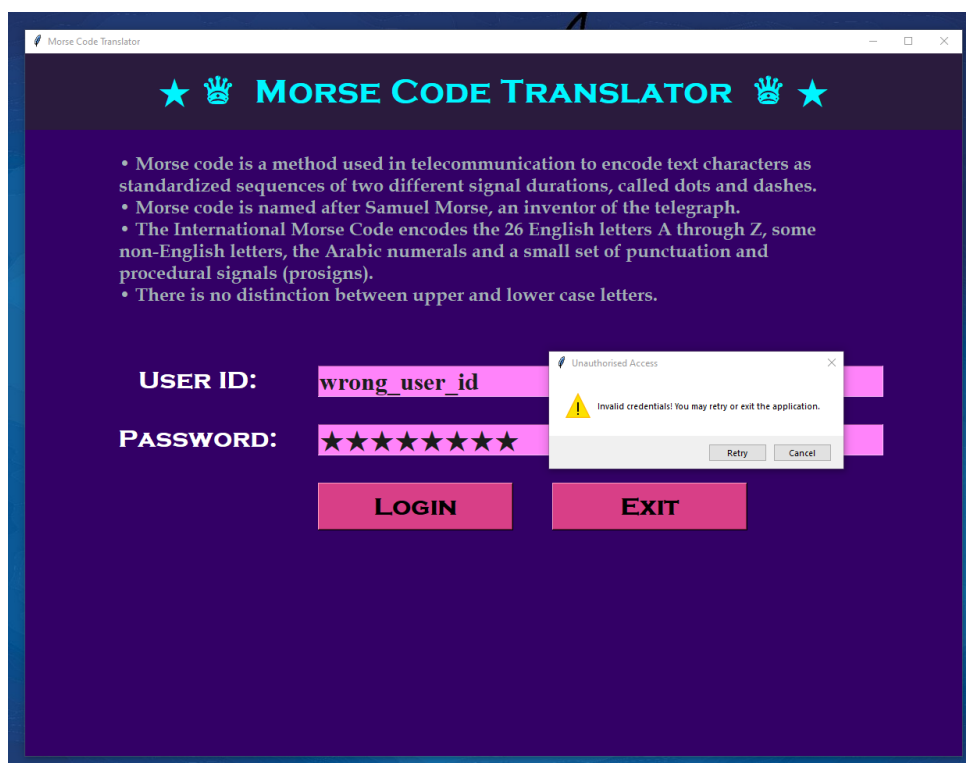 Morse Code Translator
★ ♛ Morse Code Translator ♛ ★
• Morse code is a method used in telecommunication to encode text characters as
standardized sequences of two different signal durations, called dots and dashes.
• Morse code is named after Samuel Morse, an inventor of the telegraph.
• The International Morse Code encodes the 26 English letters A through Z, some
non-English letters, the Arabic numerals and a small set of punctuation and
procedural signals (prosigns).
• There is no distinction between upper and lower case letters.
User ID:
wrong_user_id
Unauthorised Access
Invalid credentials! You may retry or exit the application.
Retry
Cancel
Password:
★★★★★★★★
Login
Exit